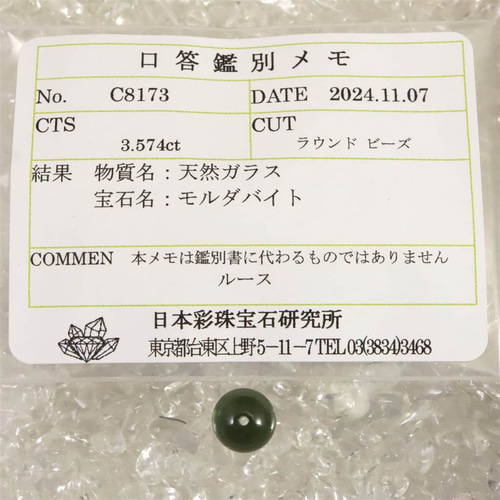 口答鑑別メモ
No. C8173 DATE 2024.11.07
CTS 3.574ct CUT ラウンド ビーズ
結果 物質名：天然ガラス
宝石名：モルダバイト
COMMEN 本メモは鑑別書に代わるものではありません
ルース
日本彩珠宝石研究所
東京都台東区上野5-11-7 TEL 03(3834)3468